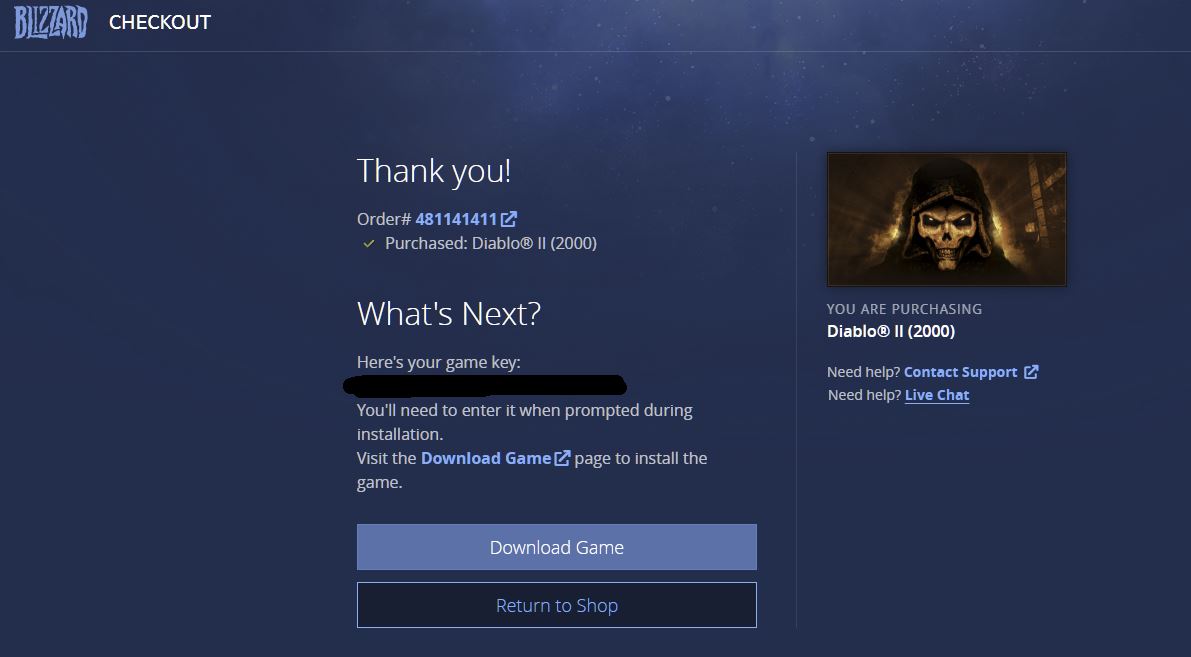 BLIZZARD CHECKOUT
Thank you!
Order# 481141411
Purchased: Diablo® II (2000)
What's Next?
Here's your game key:
You'll need to enter it when prompted during
installation.
Visit the Download Game page to install the
game.
Download Game
Return to Shop
YOU ARE PURCHASING
Diablo® II (2000)
Need help? Contact Support
Need help? Live Chat